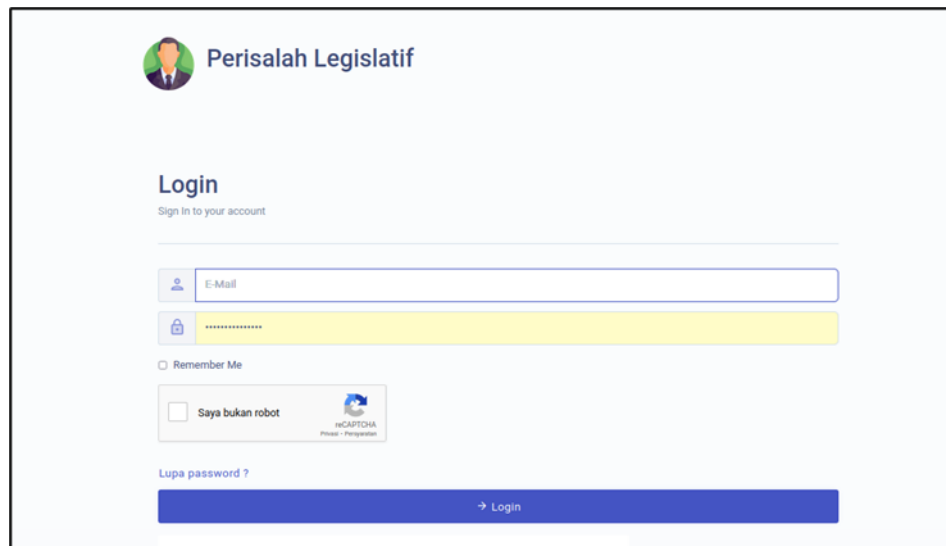 Perisalah Legislatif
Login
Sign In to your account
E-Mail
••••••••••••••
Remember Me
Saya bukan robot
reCAPTCHA
Privasi - Persyaratan
Lupa password ?
→ Login